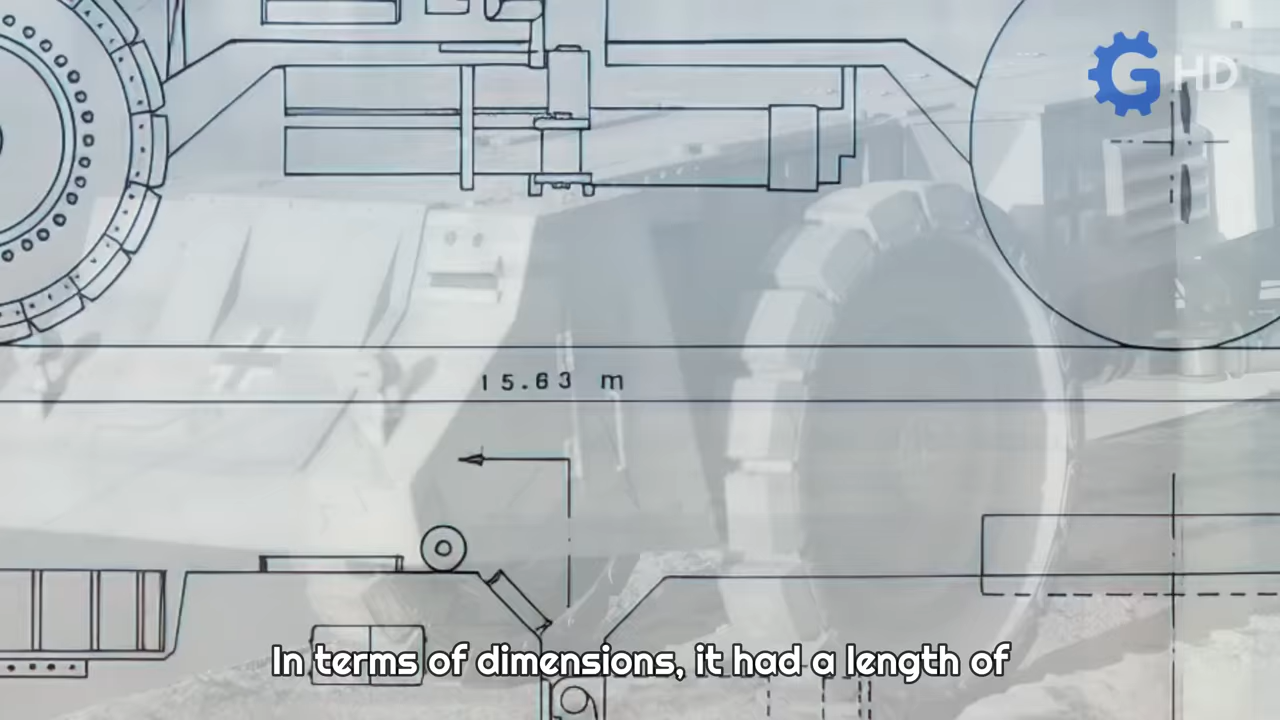 G HD
15.63 m
In terms of dimensions, it had a length of